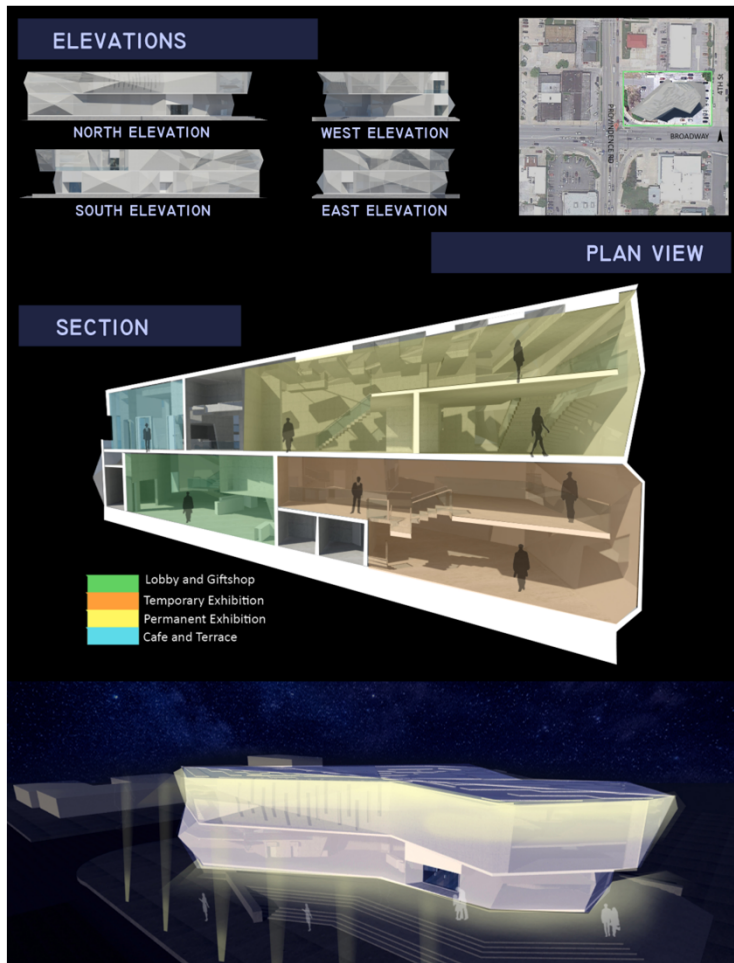 ELEVATIONS
NORTH ELEVATION
WEST ELEVATION
SOUTH ELEVATION
EAST ELEVATION
PROVINDENCE RD
BROADWAY
4TH St
PLAN VIEW
SECTION
Lobby and Giftshop
Temporary Exhibition
Permanent Exhibition
Cafe and Terrace